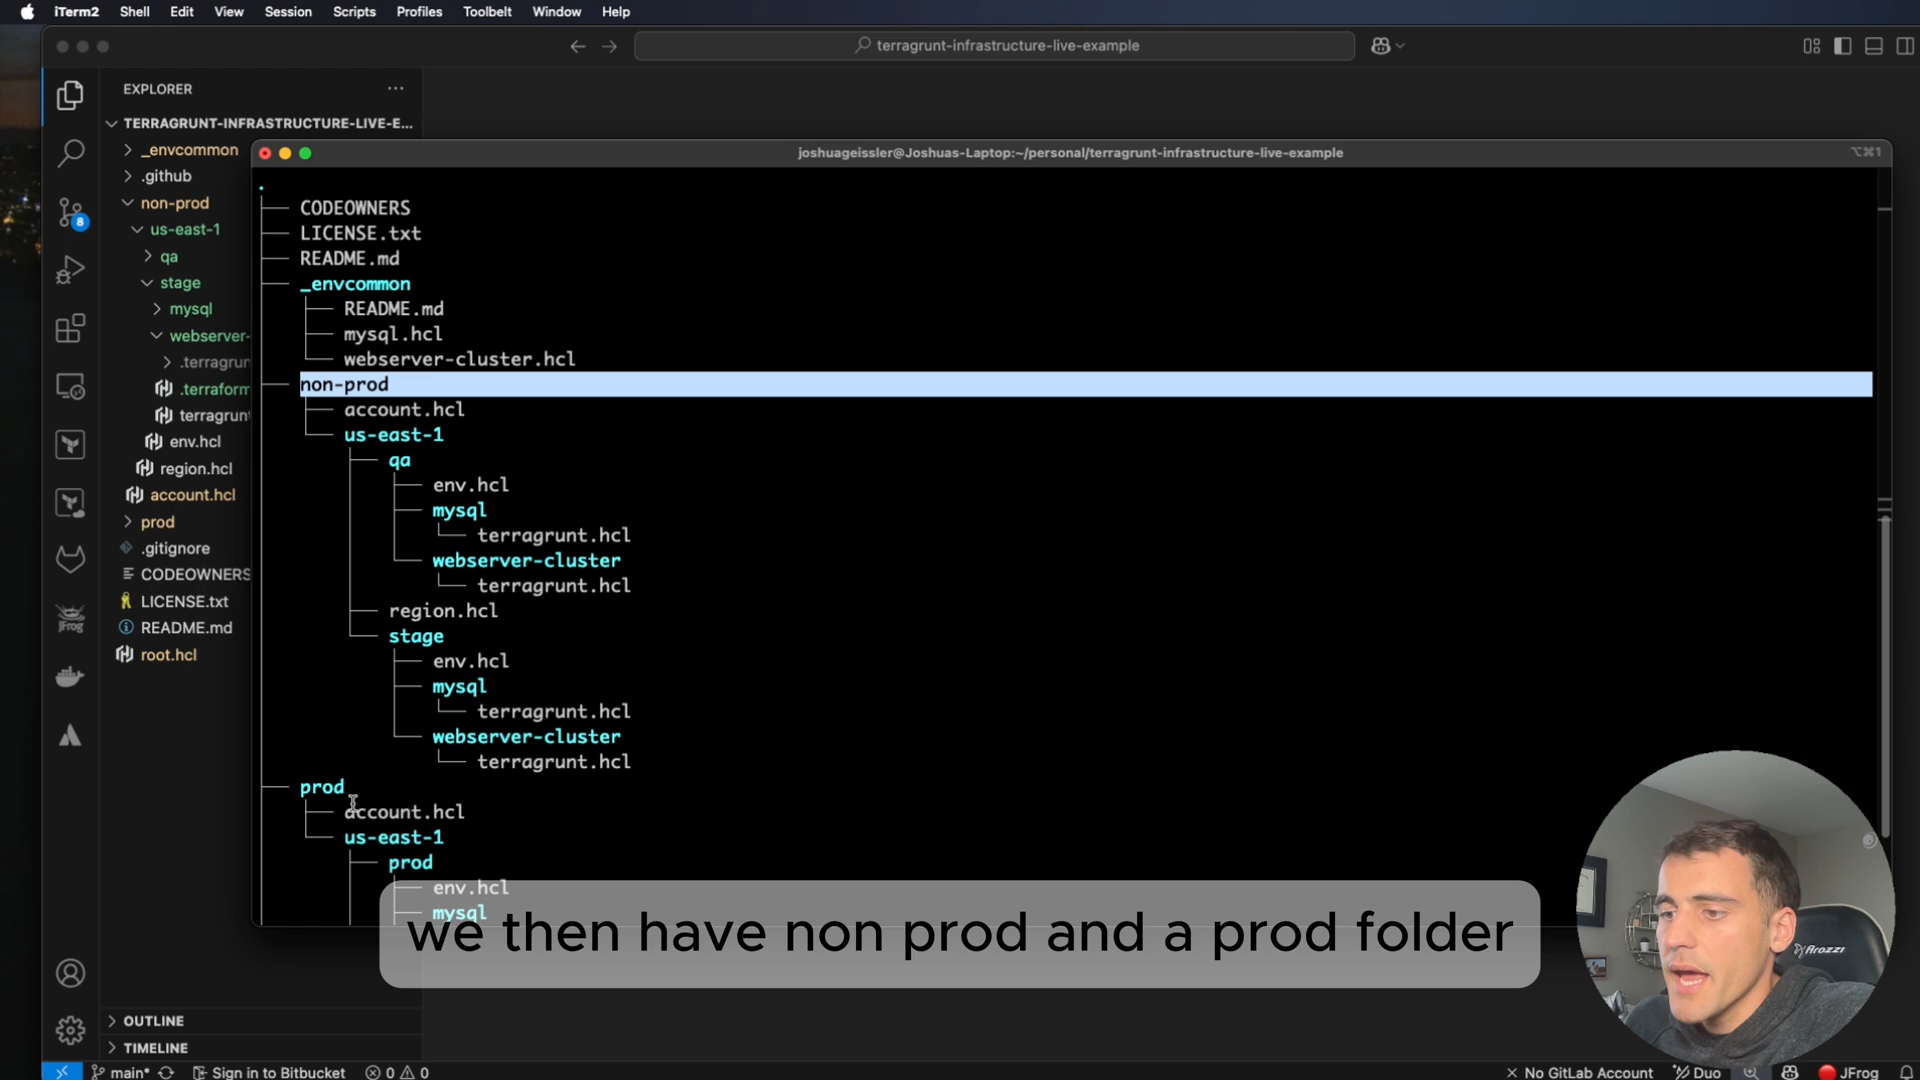 iTerm2 Shell Edit View Session Scripts Profiles Toolbelt Window Help
terragrunt-infrastructure-live-example
EXPLORER
TERRAGRUNT-INFRASTRUCTURE-LIVE-E...
_envcommon
.github
non-prod
us-east-1
qa
stage
mysql
webserver-
.terragrun
.terraform
terragrunt
env.hcl
region.hcl
account.hcl
prod
.gitignore
CODEOWNERS
LICENSE.txt
README.md
root.hcl
OUTLINE
TIMELINE
8
JFrog
joshuageissler@Joshuas-Laptop:~/personal/terragrunt-infrastructure-live-example
⌥⌘1
.
├── CODEOWNERS
├── LICENSE.txt
├── README.md
├── _envcommon
│   ├── README.md
│   ├── mysql.hcl
│   └── webserver-cluster.hcl
├── non-prod
│   ├── account.hcl
│   └── us-east-1
│       ├── qa
│       │   ├── env.hcl
│       │   ├── mysql
│       │   │   └── terragrunt.hcl
│       │   └── webserver-cluster
│       │       └── terragrunt.hcl
│       ├── region.hcl
│       └── stage
│           ├── env.hcl
│           ├── mysql
│           │   └── terragrunt.hcl
│           └── webserver-cluster
│               └── terragrunt.hcl
├── prod
│   ├── account.hcl
│   └── us-east-1
│       ├── prod
│       │   ├── env.hcl
│       │   ├── mysql
we then have non prod and a prod folder
Arozzi
main* Sign in to Bitbucket 0 0 No GitLab Account Duo JFrog